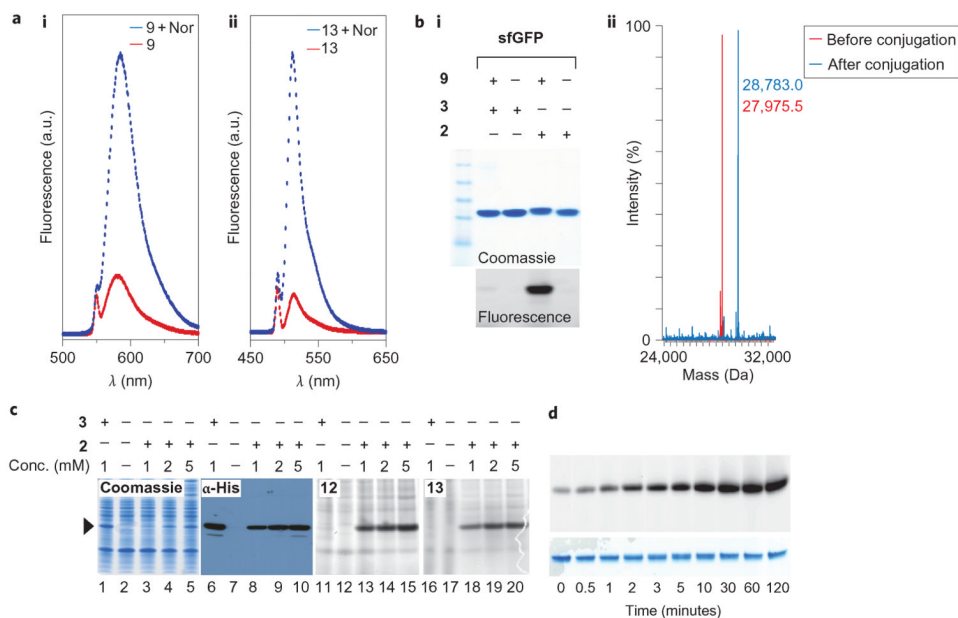 a
i
9 + Nor
9
Fluorescence (a.u.)
500 600 700
λ (nm)
ii
13 + Nor
13
Fluorescence (a.u.)
450 550 650
λ (nm)
b
i
sfGFP
9 + – + –
3 + + – –
2 – – + +
Coomassie
Fluorescence
ii
Before conjugation
After conjugation
28,783.0
27,975.5
100
0
Intensity (%)
24,000 32,000
Mass (Da)
c
3 + – – – – + – – – – + – – – – + – – – –
2 – – + + + – – + + + – – + + + – – + + +
Conc. (mM) 1 – 1 2 5 1 – 1 2 5 1 – 1 2 5 1 – 1 2 5
Coomassie α-His 12 13
1 2 3 4 5 6 7 8 9 10 11 12 13 14 15 16 17 18 19 20
d
0 0.5 1 2 3 5 10 30 60 120
Time (minutes)